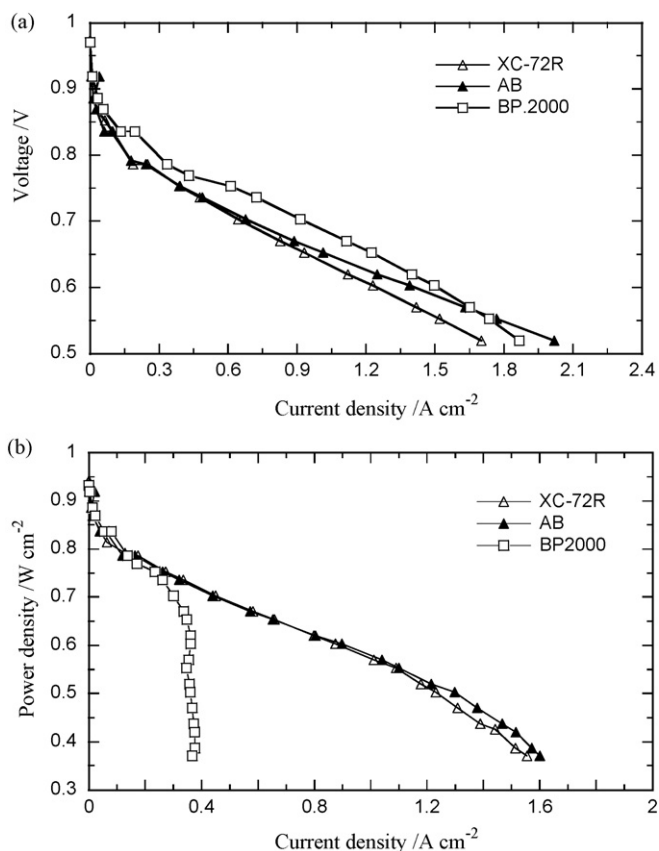 (a)
1
0.9
0.8
0.7
0.6
0.5
Voltage /V
XC-72R
AB
BP.2000
0 0.3 0.6 0.9 1.2 1.5 1.8 2.1 2.4
Current density /A cm⁻²
(b)
1
0.9
0.8
0.7
0.6
0.5
0.4
0.3
Power density /W cm⁻²
XC-72R
AB
BP2000
0 0.4 0.8 1.2 1.6 2
Current density /A cm⁻²